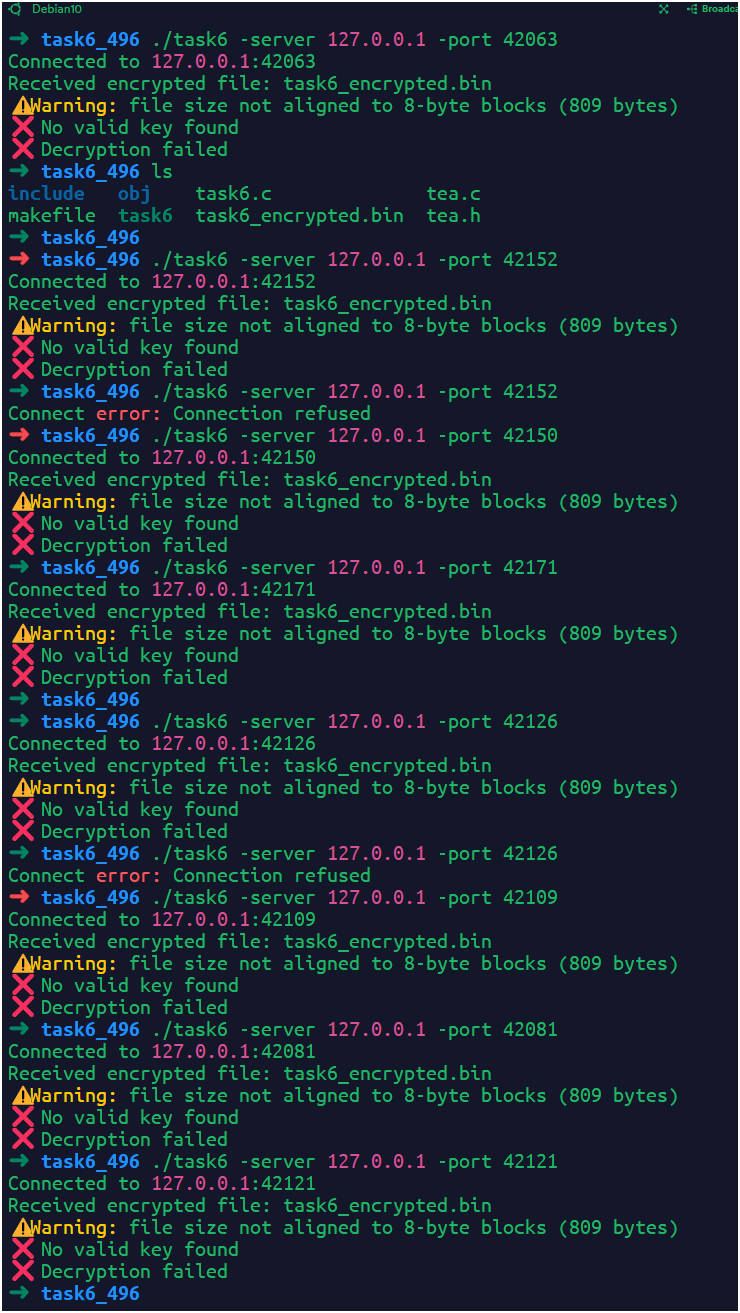 Debian10 Broadca
➜ task6_496 ./task6 -server 127.0.0.1 -port 42063
Connected to 127.0.0.1:42063
Received encrypted file: task6_encrypted.bin
⚠Warning: file size not aligned to 8-byte blocks (809 bytes)
❌ No valid key found
❌ Decryption failed
➜ task6_496 ls
include obj task6.c tea.c
makefile task6 task6_encrypted.bin tea.h
➜ task6_496
➜ task6_496 ./task6 -server 127.0.0.1 -port 42152
Connected to 127.0.0.1:42152
Received encrypted file: task6_encrypted.bin
⚠Warning: file size not aligned to 8-byte blocks (809 bytes)
❌ No valid key found
❌ Decryption failed
➜ task6_496 ./task6 -server 127.0.0.1 -port 42152
Connect error: Connection refused
➜ task6_496 ./task6 -server 127.0.0.1 -port 42150
Connected to 127.0.0.1:42150
Received encrypted file: task6_encrypted.bin
⚠Warning: file size not aligned to 8-byte blocks (809 bytes)
❌ No valid key found
❌ Decryption failed
➜ task6_496 ./task6 -server 127.0.0.1 -port 42171
Connected to 127.0.0.1:42171
Received encrypted file: task6_encrypted.bin
⚠Warning: file size not aligned to 8-byte blocks (809 bytes)
❌ No valid key found
❌ Decryption failed
➜ task6_496
➜ task6_496 ./task6 -server 127.0.0.1 -port 42126
Connected to 127.0.0.1:42126
Received encrypted file: task6_encrypted.bin
⚠Warning: file size not aligned to 8-byte blocks (809 bytes)
❌ No valid key found
❌ Decryption failed
➜ task6_496 ./task6 -server 127.0.0.1 -port 42126
Connect error: Connection refused
➜ task6_496 ./task6 -server 127.0.0.1 -port 42109
Connected to 127.0.0.1:42109
Received encrypted file: task6_encrypted.bin
⚠Warning: file size not aligned to 8-byte blocks (809 bytes)
❌ No valid key found
❌ Decryption failed
➜ task6_496 ./task6 -server 127.0.0.1 -port 42081
Connected to 127.0.0.1:42081
Received encrypted file: task6_encrypted.bin
⚠Warning: file size not aligned to 8-byte blocks (809 bytes)
❌ No valid key found
❌ Decryption failed
➜ task6_496 ./task6 -server 127.0.0.1 -port 42121
Connected to 127.0.0.1:42121
Received encrypted file: task6_encrypted.bin
⚠Warning: file size not aligned to 8-byte blocks (809 bytes)
❌ No valid key found
❌ Decryption failed
➜ task6_496